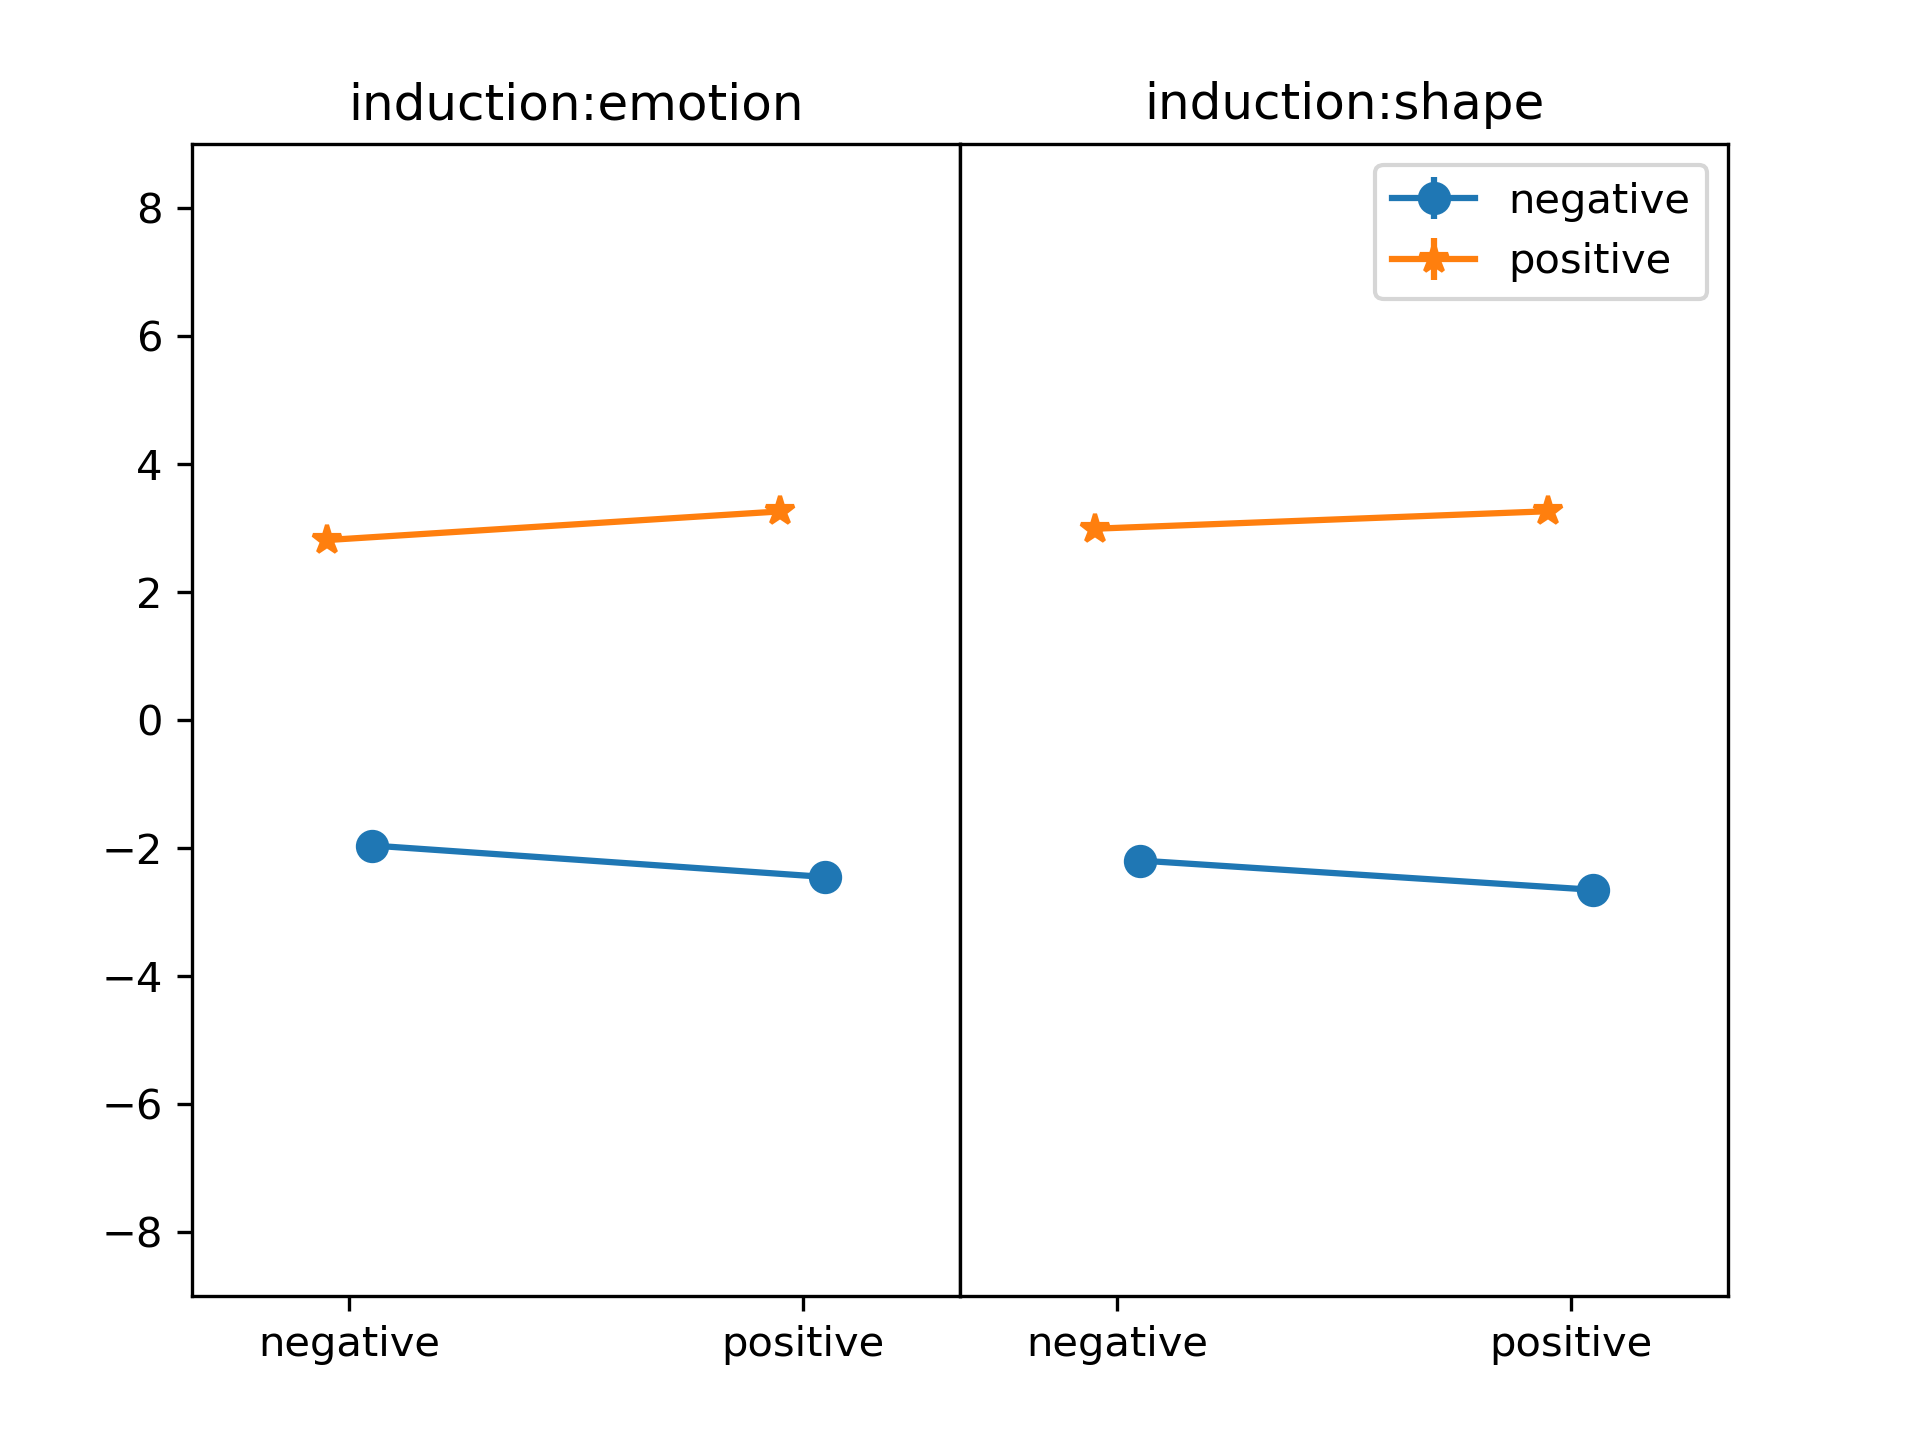 induction:emotion
induction:shape
negative
positive
8
6
4
2
0
−2
−4
−6
−8
negative
positive
negative
positive